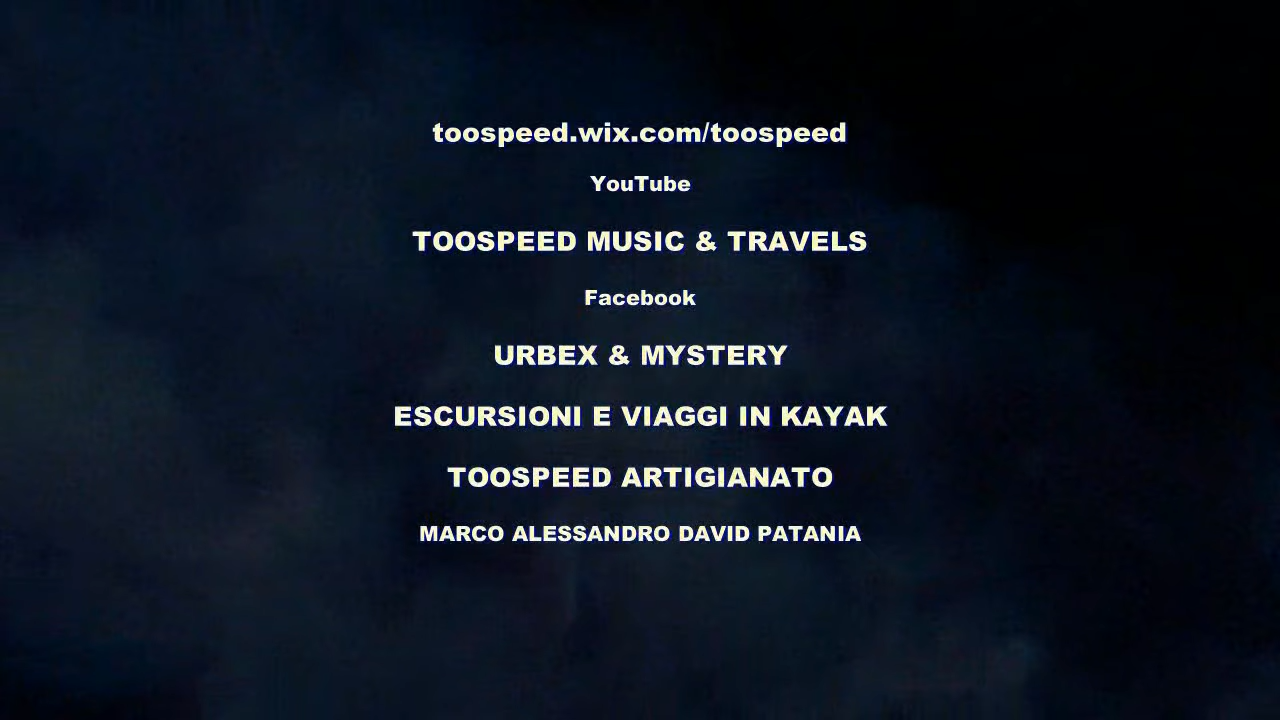 toospeed.wix.com/toospeed
YouTube
TOOSPEED MUSIC & TRAVELS
Facebook
URBEX & MYSTERY
ESCURSIONI E VIAGGI IN KAYAK
TOOSPEED ARTIGIANATO
MARCO ALESSANDRO DAVID PATANIA